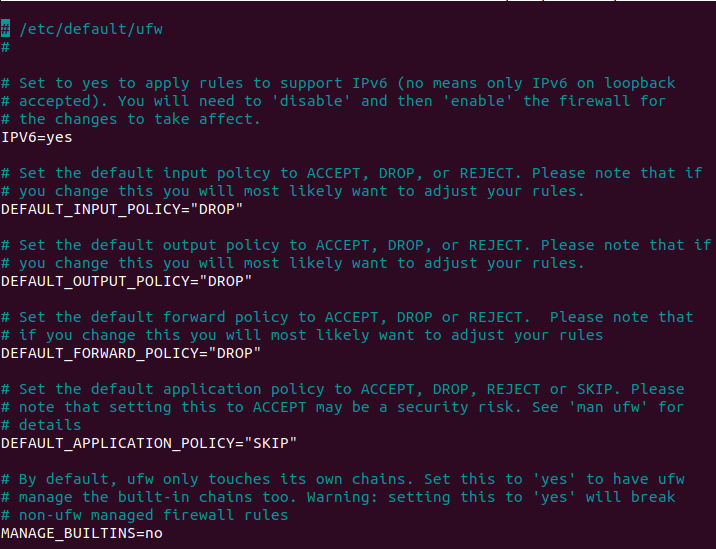 # /etc/default/ufw
#
# Set to yes to apply rules to support IPv6 (no means only IPv6 on loopback
# accepted). You will need to 'disable' and then 'enable' the firewall for
# the changes to take affect.
IPV6=yes
# Set the default input policy to ACCEPT, DROP, or REJECT. Please note that if
# you change this you will most likely want to adjust your rules.
DEFAULT_INPUT_POLICY="DROP"
# Set the default output policy to ACCEPT, DROP, or REJECT. Please note that if
# you change this you will most likely want to adjust your rules.
DEFAULT_OUTPUT_POLICY="DROP"
# Set the default forward policy to ACCEPT, DROP or REJECT.  Please note that
# if you change this you will most likely want to adjust your rules
DEFAULT_FORWARD_POLICY="DROP"
# Set the default application policy to ACCEPT, DROP, REJECT or SKIP. Please
# note that setting this to ACCEPT may be a security risk. See 'man ufw' for
# details
DEFAULT_APPLICATION_POLICY="SKIP"
# By default, ufw only touches its own chains. Set this to 'yes' to have ufw
# manage the built-in chains too. Warning: setting this to 'yes' will break
# non-ufw managed firewall rules
MANAGE_BUILTINS=no